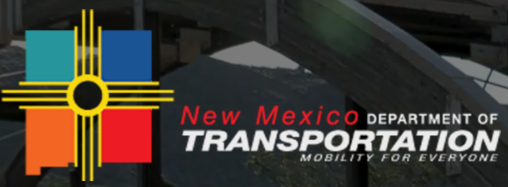 New Mexico DEPARTMENT OF
TRANSPORTATION
MOBILITY FOR EVERYONE